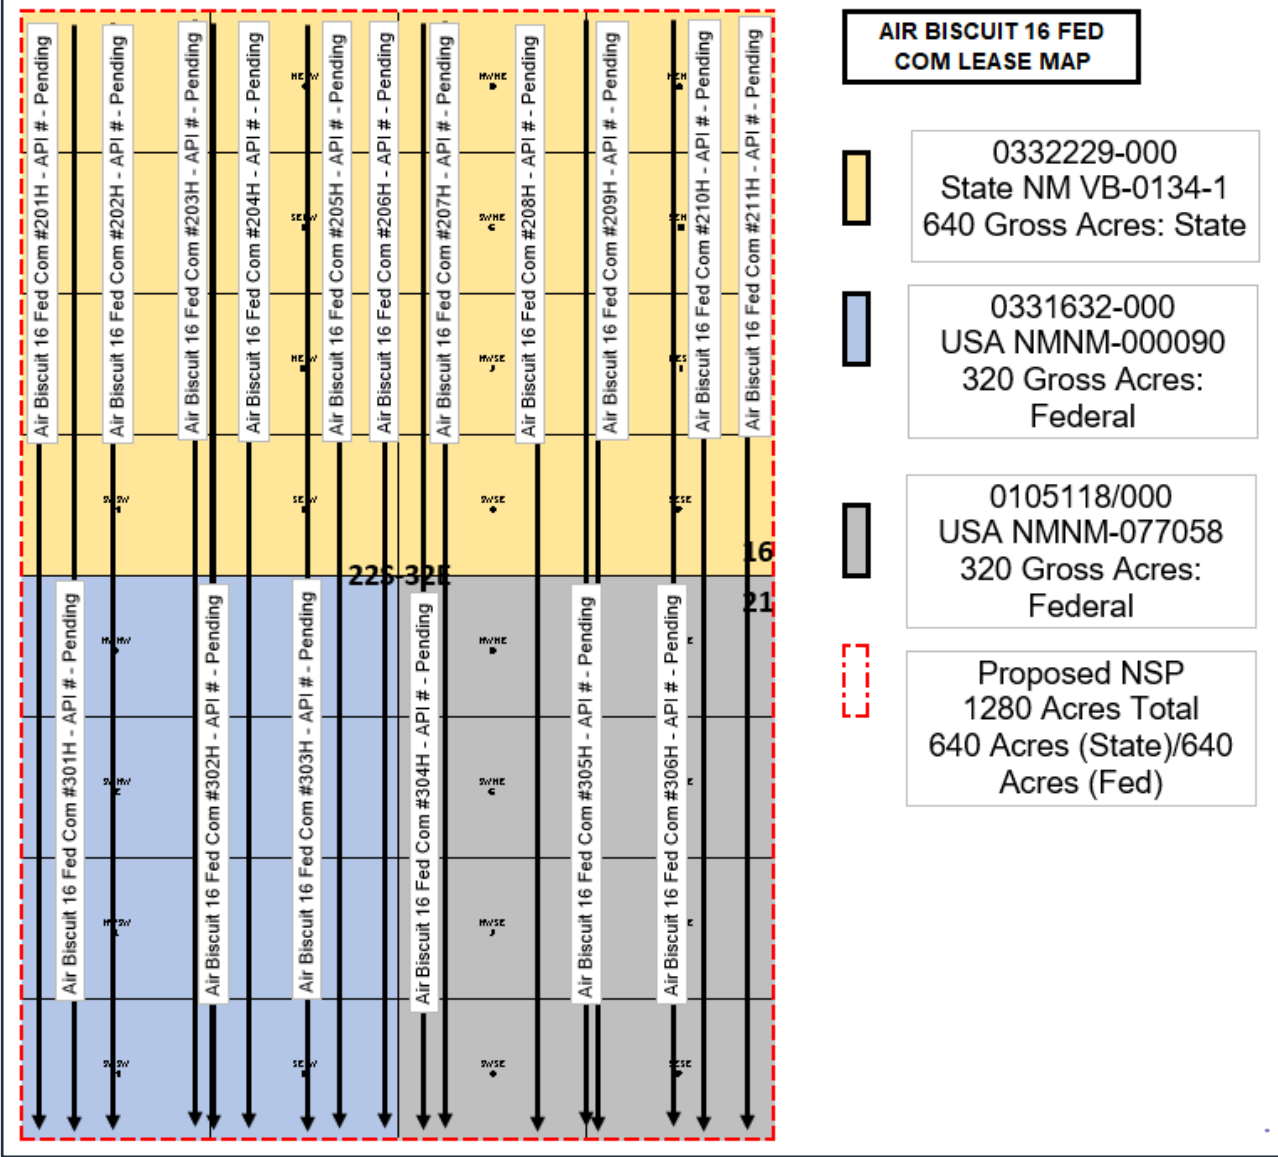 AIR BISCUIT 16 FED
COM LEASE MAP
0332229-000
State NM VB-0134-1
640 Gross Acres: State
0331632-000
USA NMNM-000090
320 Gross Acres:
Federal
0105118/000
USA NMNM-077058
320 Gross Acres:
Federal
Proposed NSP
1280 Acres Total
640 Acres (State)/640
Acres (Fed)
Air Biscuit 16 Fed Com #201H - API # - Pending
Air Biscuit 16 Fed Com #202H - API # - Pending
Air Biscuit 16 Fed Com #203H - API # - Pending
Air Biscuit 16 Fed Com #204H - API # - Pending
Air Biscuit 16 Fed Com #205H - API # - Pending
Air Biscuit 16 Fed Com #206H - API # - Pending
Air Biscuit 16 Fed Com #207H - API # - Pending
Air Biscuit 16 Fed Com #208H - API # - Pending
Air Biscuit 16 Fed Com #209H - API # - Pending
Air Biscuit 16 Fed Com #210H - API # - Pending
Air Biscuit 16 Fed Com #211H - API # - Pending
NWNE
SWNE
NWSE
SWSE
SESE
16
22S-32E
21
Air Biscuit 16 Fed Com #301H - API # - Pending
Air Biscuit 16 Fed Com #302H - API # - Pending
Air Biscuit 16 Fed Com #303H - API # - Pending
Air Biscuit 16 Fed Com #304H - API # - Pending
Air Biscuit 16 Fed Com #305H - API # - Pending
Air Biscuit 16 Fed Com #306H - API # - Pending
NWNE
SWNE
NWSE
SWSE
SESE